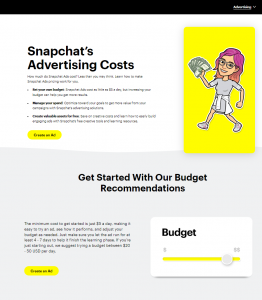 Advertising
Snapchat's
Advertising Costs
How much do Snapchat Ads cost? Less than you may think. Learn how to make
Snapchat Advertising work for you.
Set your own budget: Snapchat Ads cost as little as $5 a day, but increasing your
budget can help you get more results.
Manage your spend: Optimize toward your goals to get more value from your
campaigns with Snapchat's advertising solutions.
Create valuable assets for free: Save on creative costs and learn how to easily build
engaging ads with Snapchat's free creative tools and learning resources.
Create an Ad
Get Started With Our Budget
Recommendations
The minimum cost to get started is just $5 a day, making it
easy to try an ad, see how it performs, and adjust your
budget as needed. Just make sure you let the ad run for at
least 4 - 7 days to help it finish the learning phase. If you're
just starting out, we suggest trying a budget between $20
- 50 USD per day.
Create an Ad
Budget
$
$$